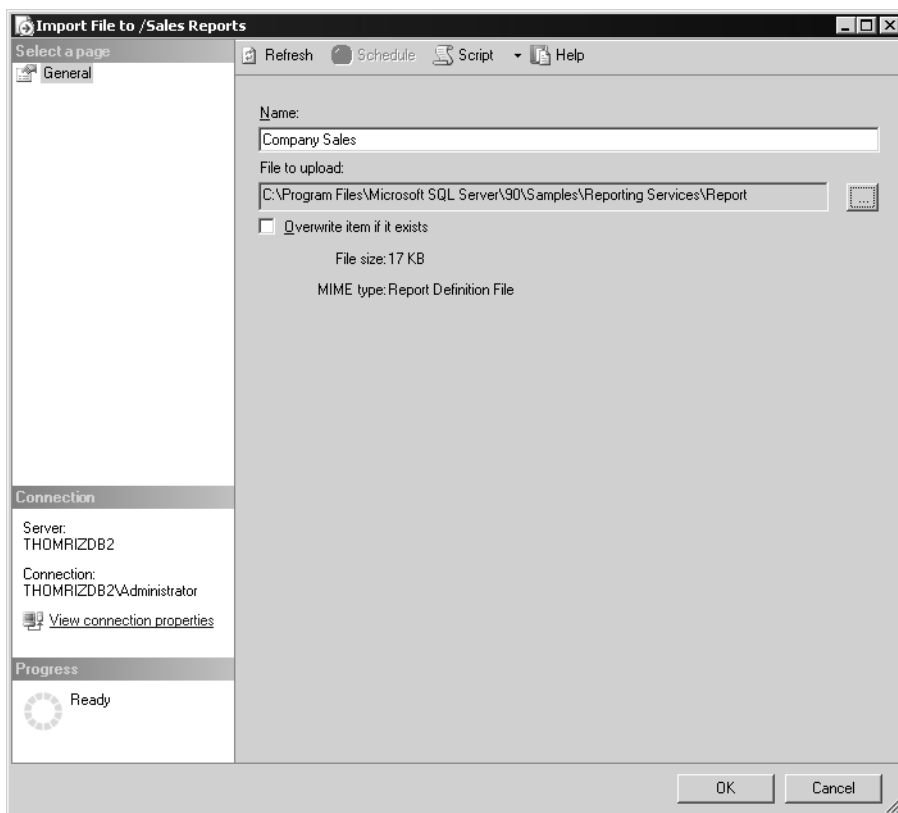 Import File to /Sales Reports
Select a page
General
Refresh Schedule Script Help
Name:
Company Sales
File to upload:
C:\Program Files\Microsoft SQL Server\90\Samples\Reporting Services\Report
...
Overwrite item if it exists
File size: 17 KB
MIME type: Report Definition File
Connection
Server:
THOMRIZDB2
Connection:
THOMRIZDB2\Administrator
View connection properties
Progress
Ready
OK Cancel